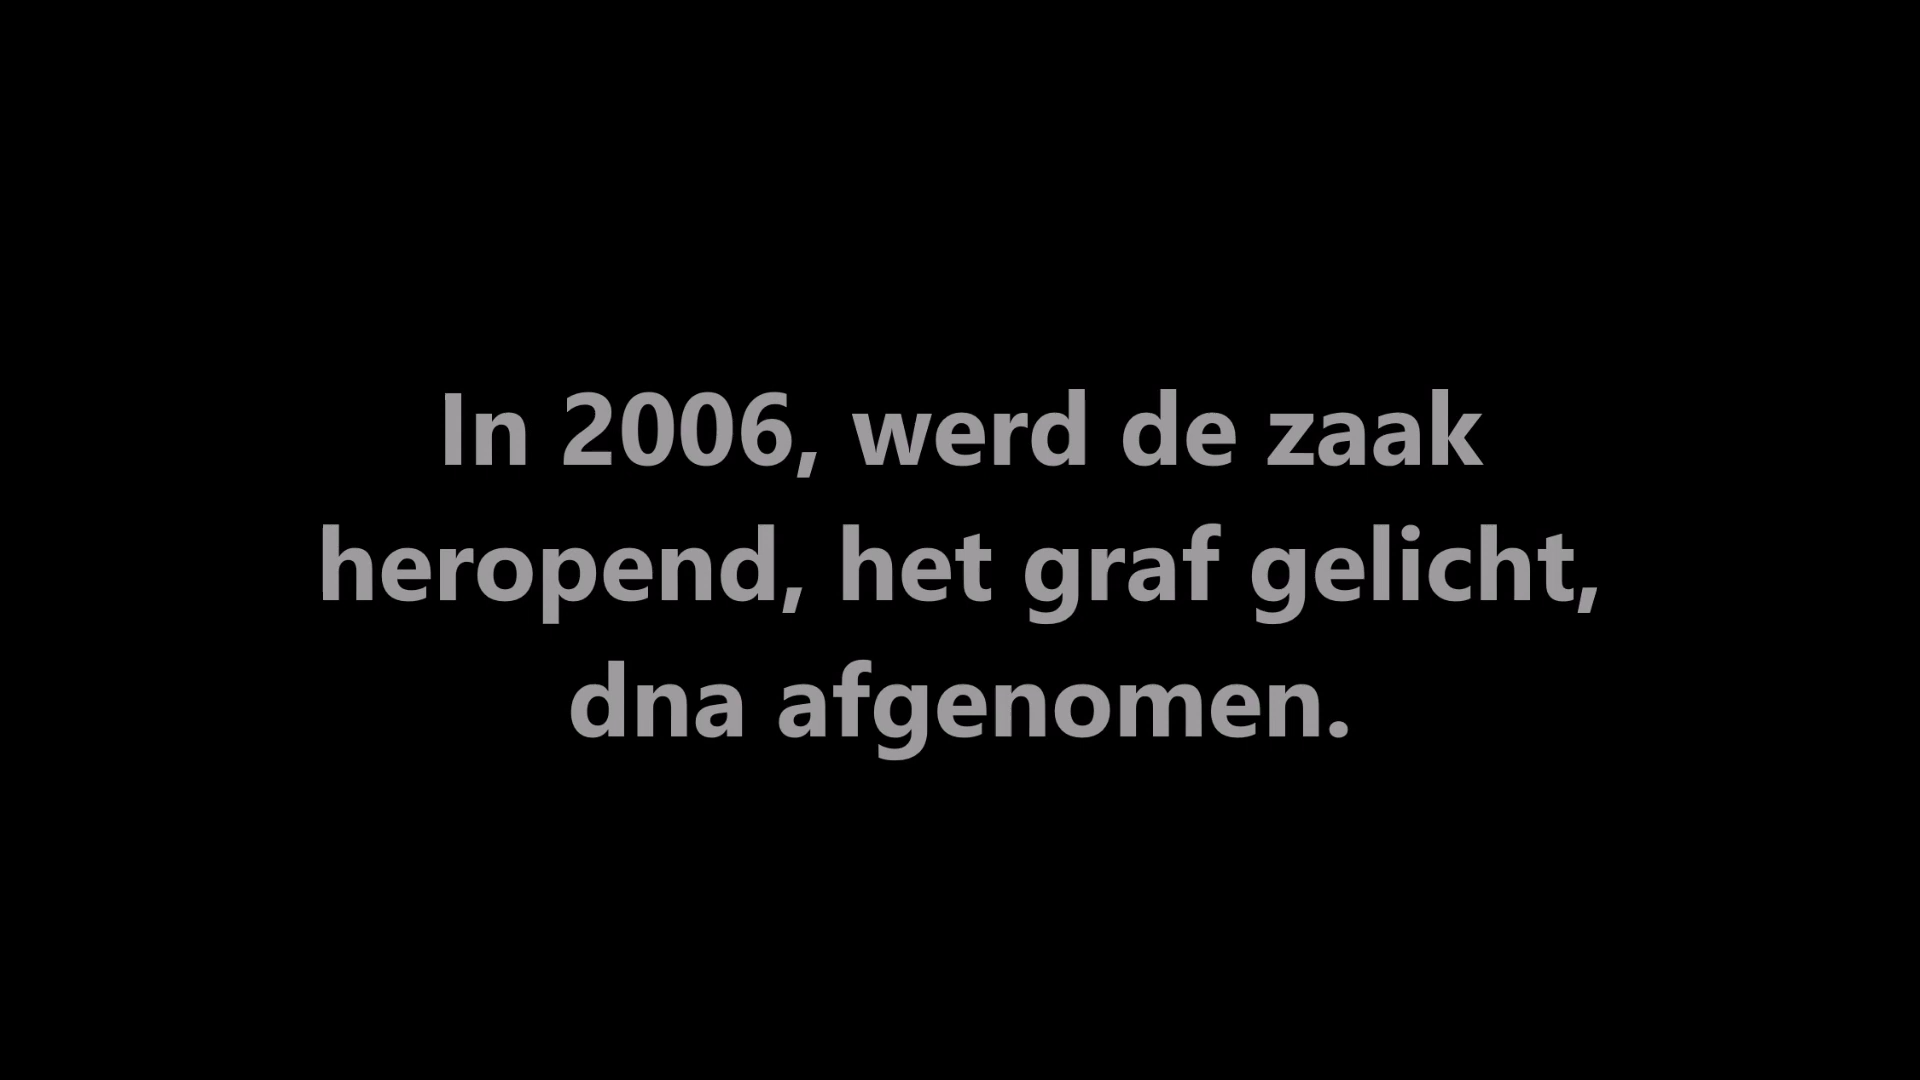 In 2006, werd de zaak
heropend, het graf gelicht,
dna afgenomen.